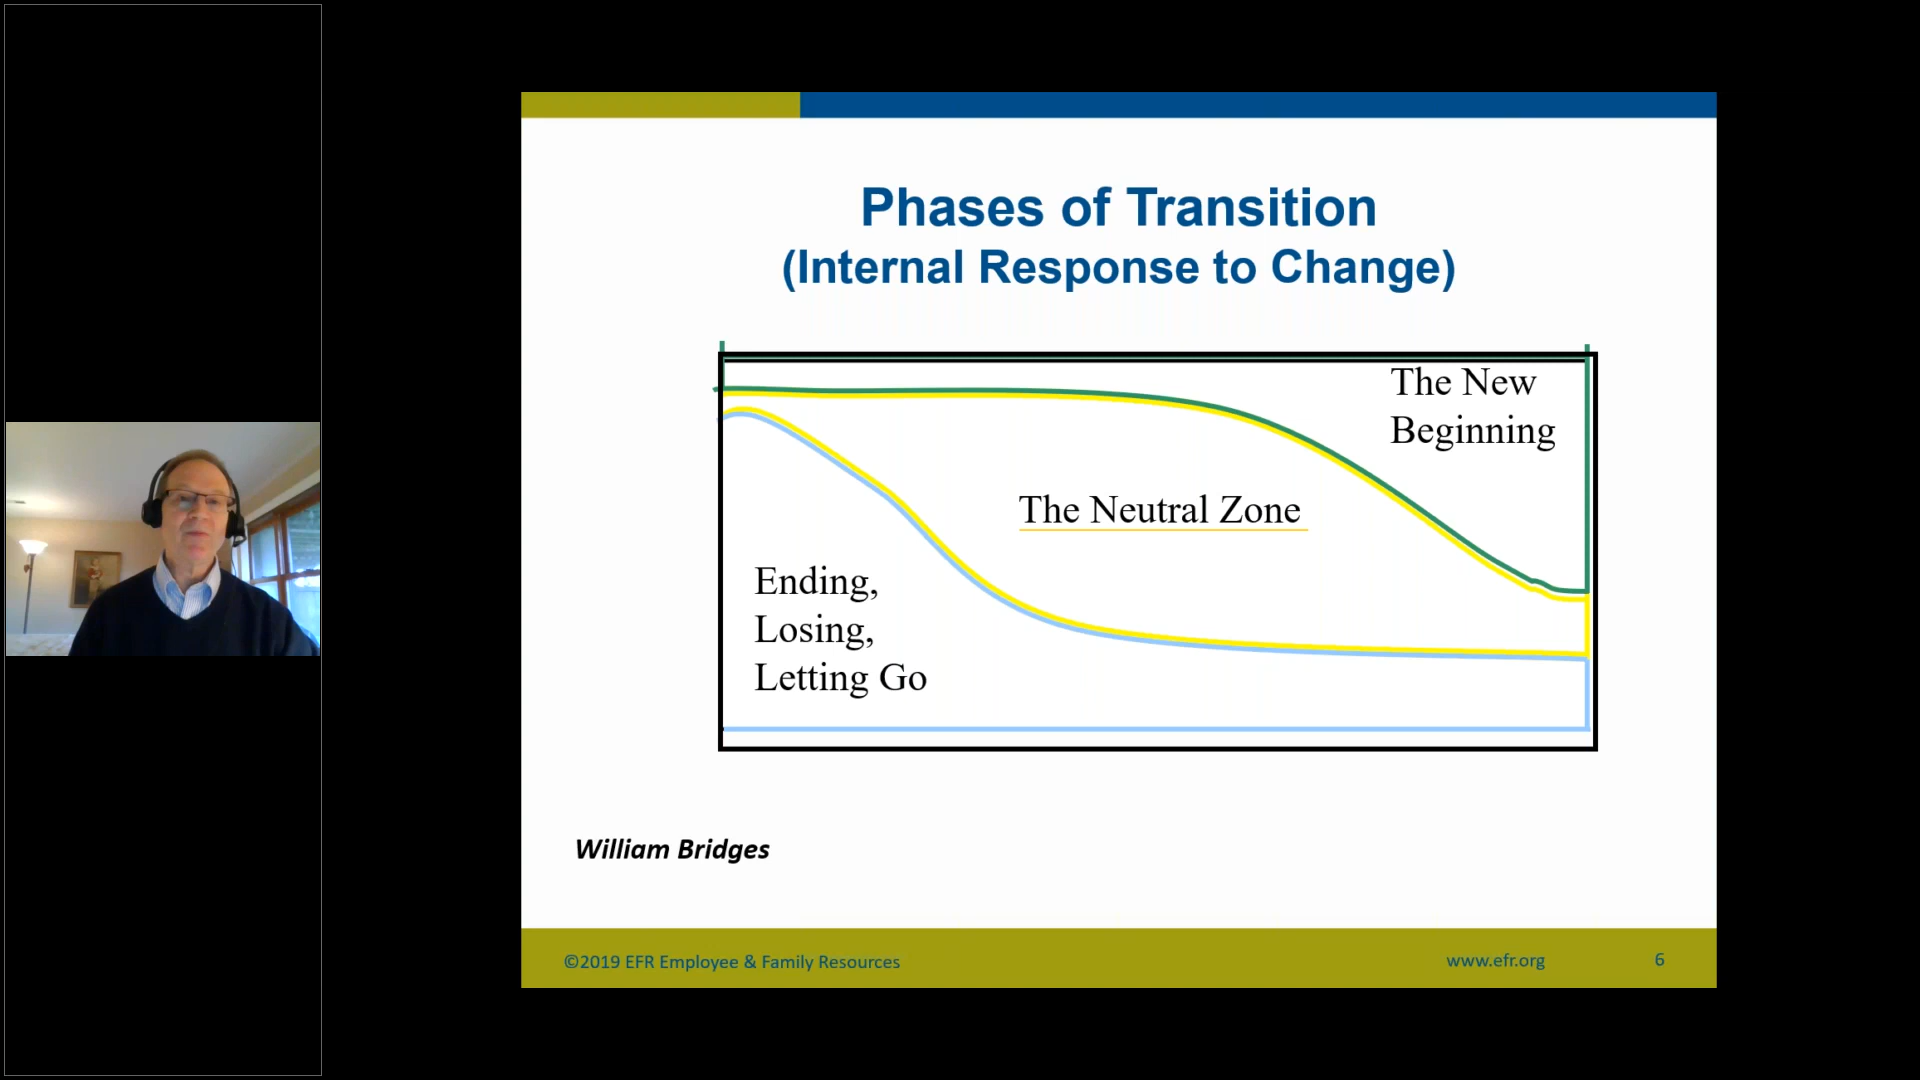 Phases of Transition
(Internal Response to Change)
The New
Beginning
The Neutral Zone
Ending,
Losing,
Letting Go
William Bridges
©2019 EFR Employee & Family Resources
www.efr.org
6